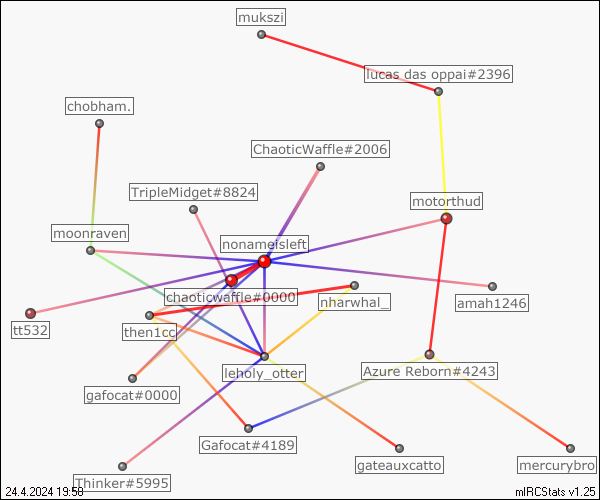 mukszi
lucas das oppai#2396
chobham.
ChaoticWaffle#2006
TripleMidget#8824
motorthud
moonraven
nonameisleft
chaoticwaffle#0000
nharwhal_
amah1246
tt532
then1cc
leholy_otter
Azure Reborn#4243
gafocat#0000
Gafocat#4189
gateauxcatto
mercurybro
Thinker#5995
24.4.2024 19:58
mIRCStats v1.25